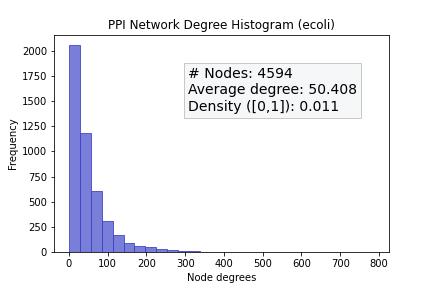 PPI Network Degree Histogram (ecoli)
# Nodes: 4594
Average degree: 50.408
Density ([0,1]): 0.011
Frequency
2000
1750
1500
1250
1000
750
500
250
0
0 100 200 300 400 500 600 700 800
Node degrees